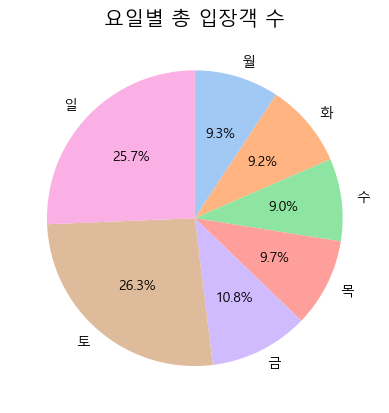 요일별 총 입장객 수
월
9.3%
화
9.2%
수
9.0%
목
9.7%
금
10.8%
토
26.3%
일
25.7%